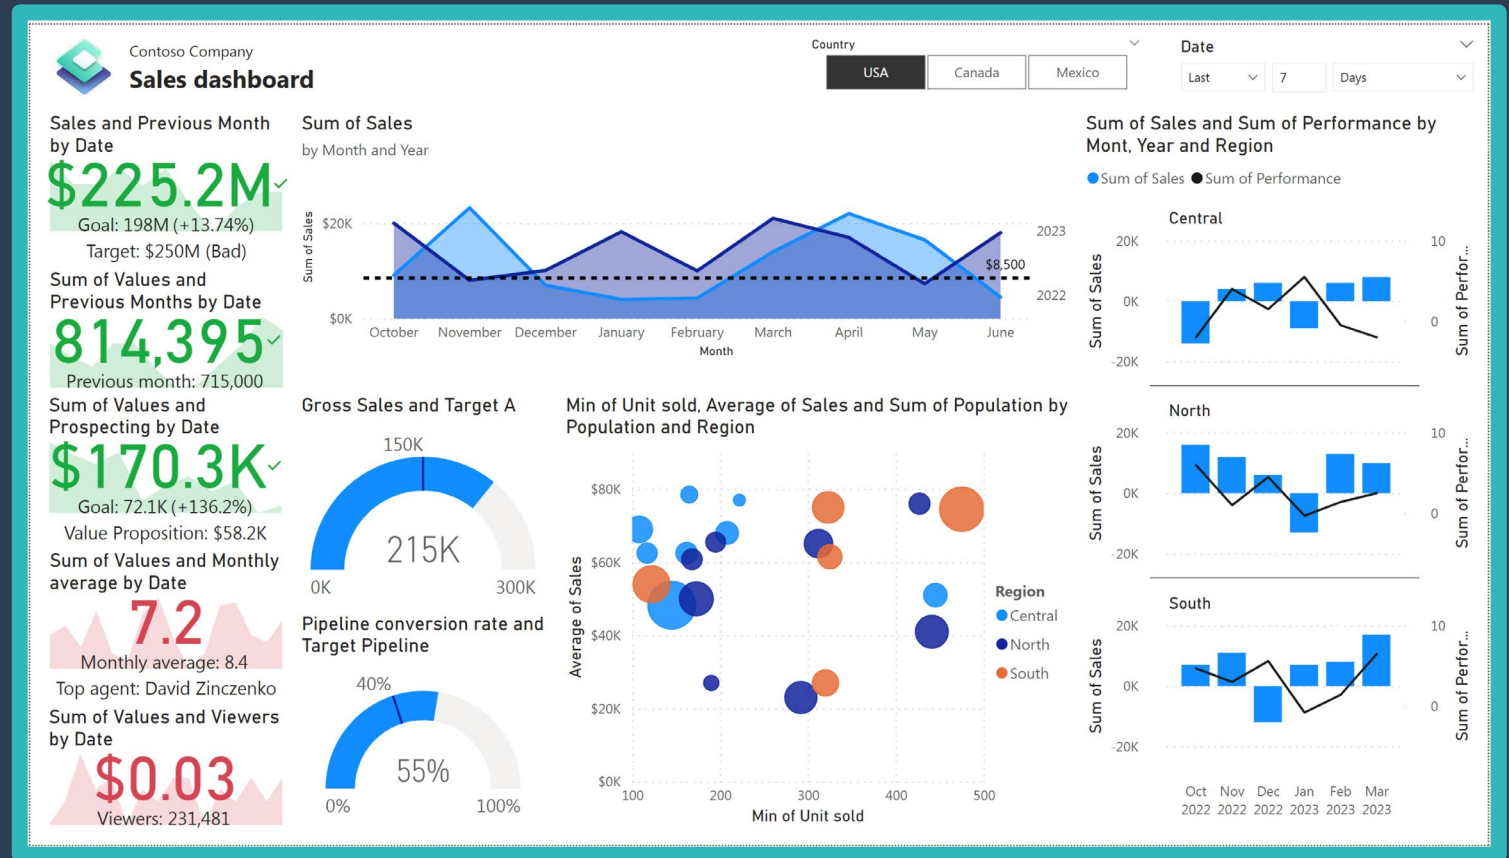 Contoso Company
Sales dashboard
Country
USA
Canada
Mexico
Date
Last
7
Days
Sales and Previous Month
by Date
$225.2M
Goal: 198M (+13.74%)
Target: $250M (Bad)
Sum of Values and
Previous Months by Date
814,395
Previous month: 715,000
Sum of Values and
Prospecting by Date
$170.3K
Goal: 72.1K (+136.2%)
Value Proposition: $58.2K
Sum of Values and Monthly
average by Date
7.2
Monthly average: 8.4
Top agent: David Zinczenko
Sum of Values and Viewers
by Date
$0.03
Viewers: 231,481
Sum of Sales
by Month and Year
Sum of Sales
$20K
$0K
2023
$8,500
2022
October November December January February March April May June
Month
Gross Sales and Target A
150K
215K
0K 300K
Pipeline conversion rate and
Target Pipeline
40%
55%
0% 100%
Min of Unit sold, Average of Sales and Sum of Population by
Population and Region
Average of Sales
$80K
$60K
$40K
$20K
$0K
100 200 300 400 500
Min of Unit sold
Region
Central
North
South
Sum of Sales and Sum of Performance by
Mont, Year and Region
Sum of Sales Sum of Performance
Central
Sum of Sales
20K
0K
-20K
10
0
Sum of Perfor...
North
Sum of Sales
20K
0K
-20K
10
0
Sum of Perfor...
South
Sum of Sales
20K
0K
-20K
10
0
Sum of Perfor...
Oct Nov Dec Jan Feb Mar
2022 2022 2022 2023 2023 2023